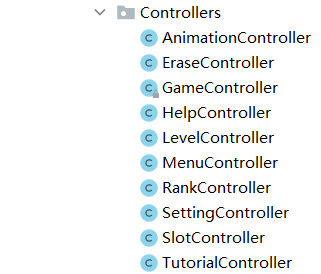 Controllers
AnimationController
EraseController
GameController
HelpController
LevelController
MenuController
RankController
SettingController
SlotController
TutorialController